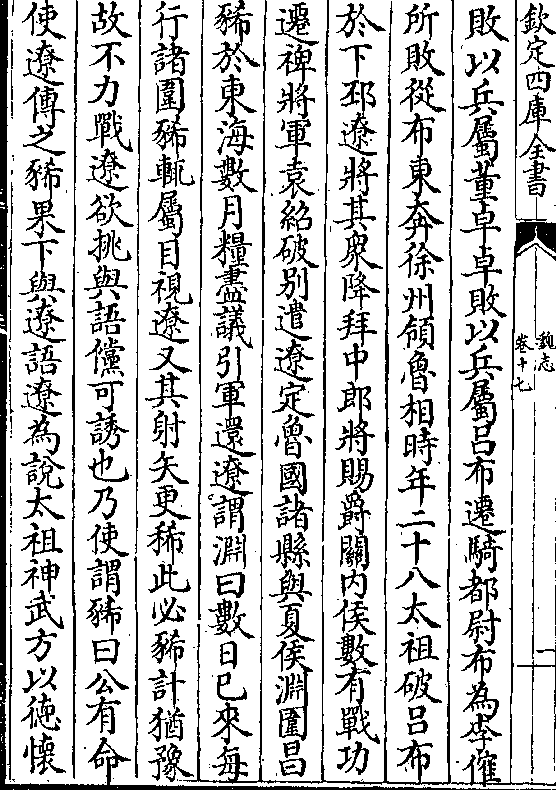 欽定四庫全書
魏志
卷十七
一
敗以兵屬董卓卓敗以兵屬呂布遷騎都尉布為李傕
所敗從布東奔徐州領魯相時年二十八太祖破呂布
於下邳遼將其衆降拜中郎將賜爵關内侯數有戰功
遷裨將軍袁紹破别遣遼定魯國諸縣與夏侯淵圍昌
豨於東海數月糧盡議引軍還遼謂淵曰數日已來每
行諸圍豨輒屬目視遼又其射矢更稀此必豨計猶豫
故不力戰遼欲挑與語儻可誘也乃使謂豨曰公有命
使遼傳之豨果下與遼語遼為說太祖神武方以徳懷